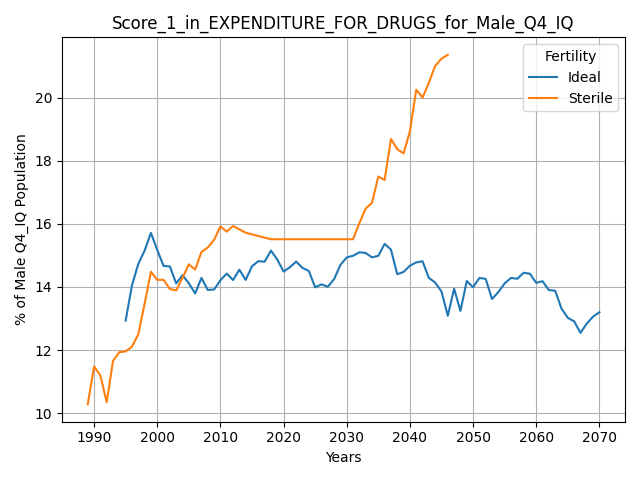 Score_1_in_EXPENDITURE_FOR_DRUGS_for_Male_Q4_IQ
% of Male Q4_IQ Population
20
18
16
14
12
10
Fertility
Ideal
Sterile
1990 2000 2010 2020 2030 2040 2050 2060 2070
Years